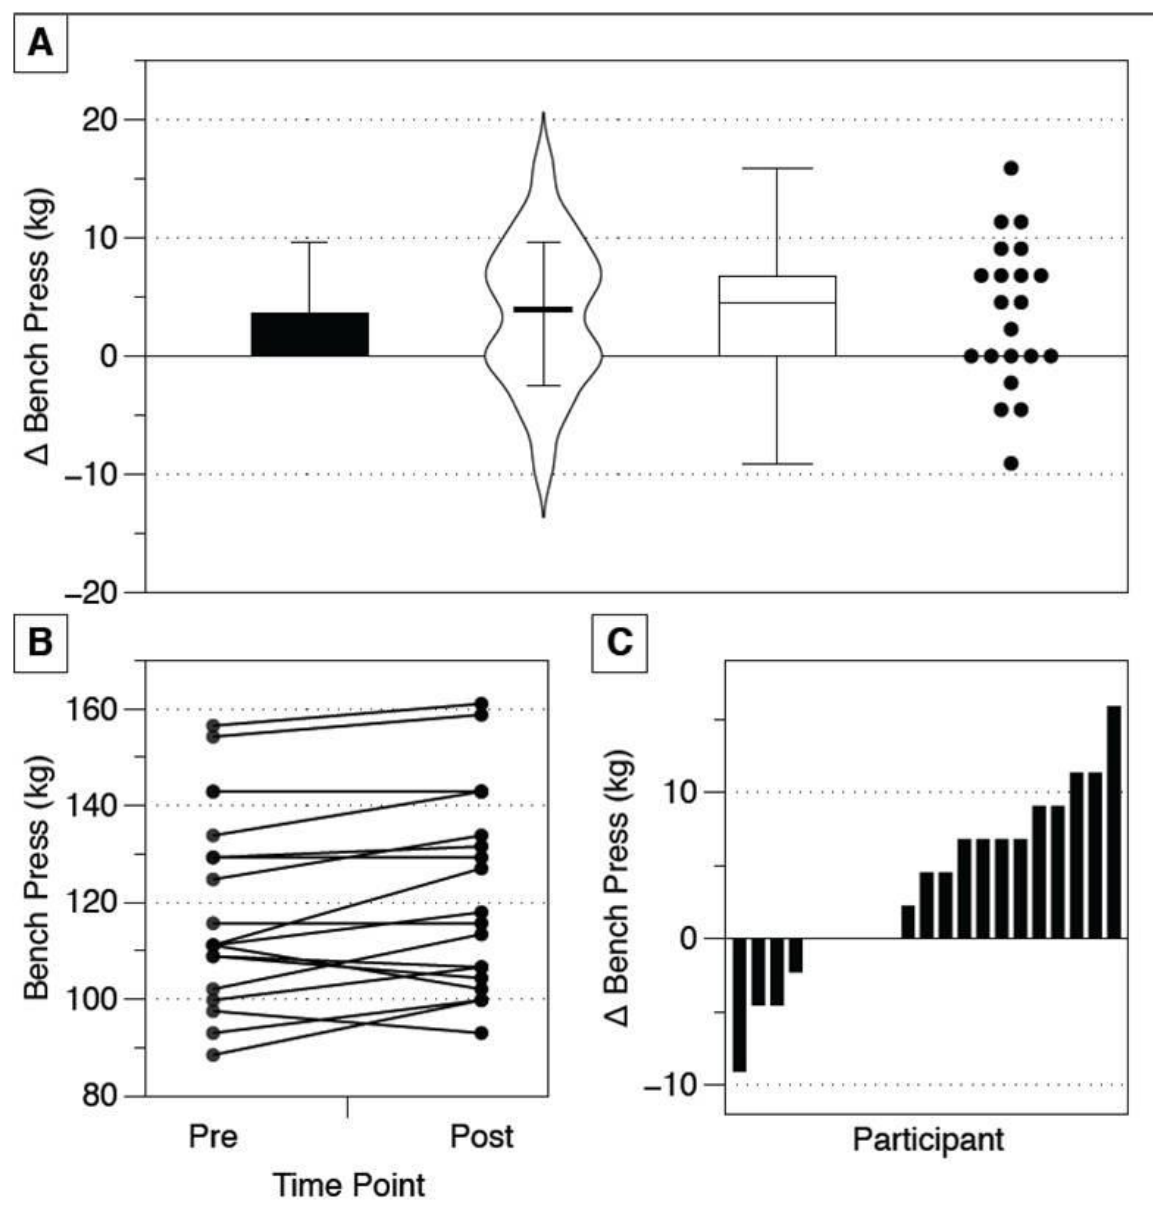 A
Δ Bench Press (kg)
20
10
0
−10
−20
B
Bench Press (kg)
160
140
120
100
80
Pre
Post
Time Point
C
Δ Bench Press (kg)
10
0
−10
Participant